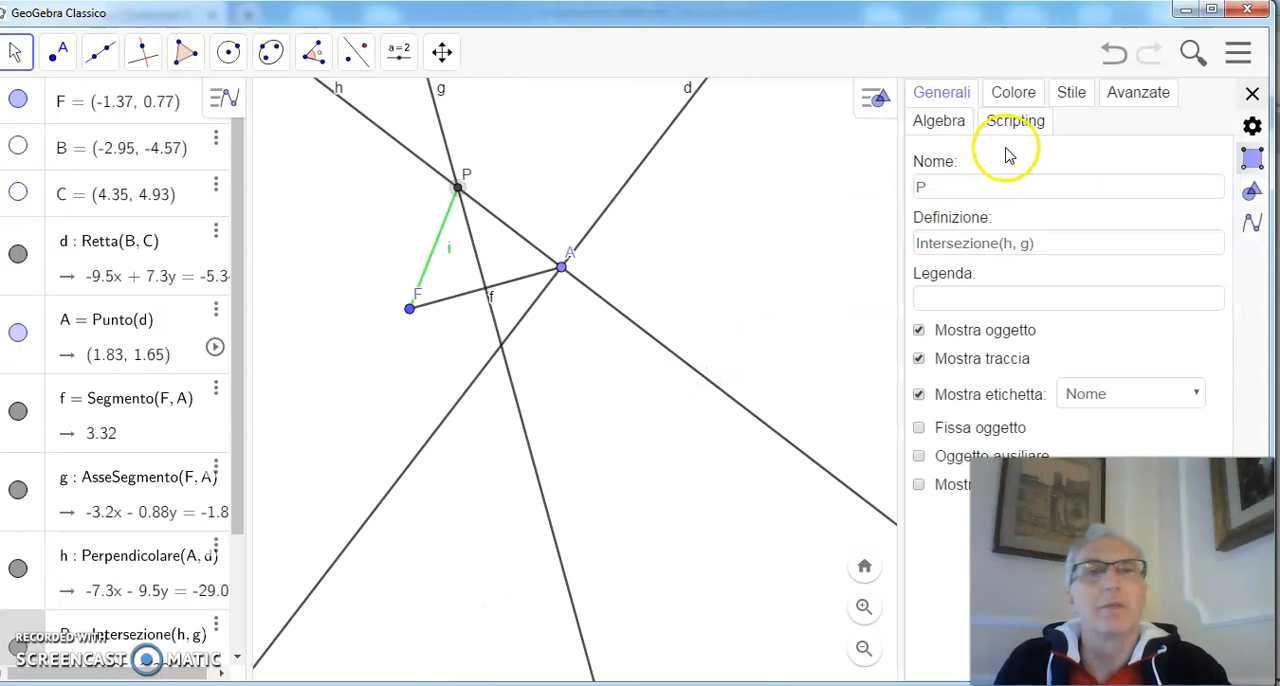 GeoGebra Classico
a=2
F = (-1.37, 0.77)
B = (-2.95, -4.57)
C = (4.35, 4.93)
d : Retta(B, C)
→ -9.5x + 7.3y = -5.3
A = Punto(d)
→ (1.83, 1.65)
f = Segmento(F, A)
→ 3.32
g : AsseSegmento(F, A)
→ -3.2x - 0.88y = -1.8
h : Perpendicolare(A, d)
→ -7.3x - 9.5y = -29.0
Intersezione(h, g)
RECORDED WITH
SCREENCAST MATIC
h
g
d
P
A
i
F
f
Generali
Colore
Stile
Avanzate
Algebra
Scripting
Nome:
P
Definizione:
Intersezione(h, g)
Legenda:
Mostra oggetto
Mostra traccia
Mostra etichetta:
Nome
Fissa oggetto
Oggetto ausiliare